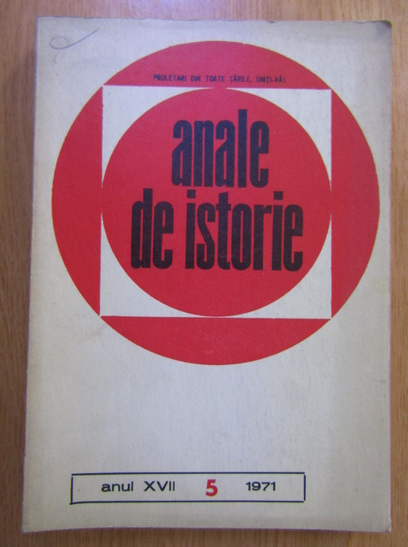 PROLETARI DIN TOATE ȚĂRILE, UNIȚI-VĂ!
anale
de istorie
anul XVII 5 1971